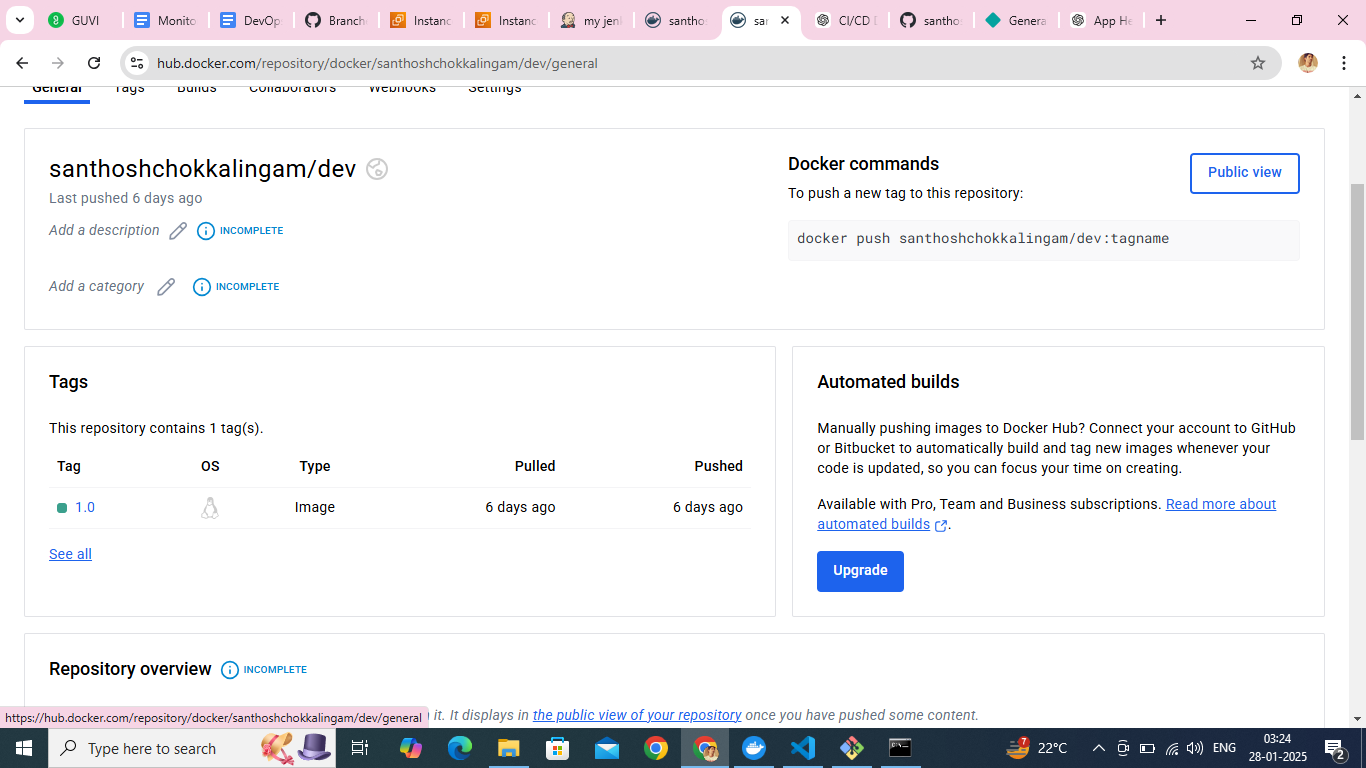 GUVI
Monito
DevOp
Branch
Instanc
Instanc
my jenk
santhos
san
CI/CD
santhos
Genera
App He
hub.docker.com/repository/docker/santhoshchokkalingam/dev/general
General Tags Builds Collaborators Webhooks Settings
santhoshchokkalingam/dev
Last pushed 6 days ago
Add a description INCOMPLETE
Add a category INCOMPLETE
Docker commands
Public view
To push a new tag to this repository:
docker push santhoshchokkalingam/dev:tagname
Tags
This repository contains 1 tag(s).
Tag OS Type Pulled Pushed
1.0 Image 6 days ago 6 days ago
See all
Automated builds
Manually pushing images to Docker Hub? Connect your account to GitHub
or Bitbucket to automatically build and tag new images whenever your
code is updated, so you can focus your time on creating.
Available with Pro, Team and Business subscriptions. Read more about
automated builds .
Upgrade
Repository overview INCOMPLETE
it. It displays in the public view of your repository once you have pushed some content.
https://hub.docker.com/repository/docker/santhoshchokkalingam/dev/general
Type here to search
7
22°C
ENG
03:24
28-01-2025
2